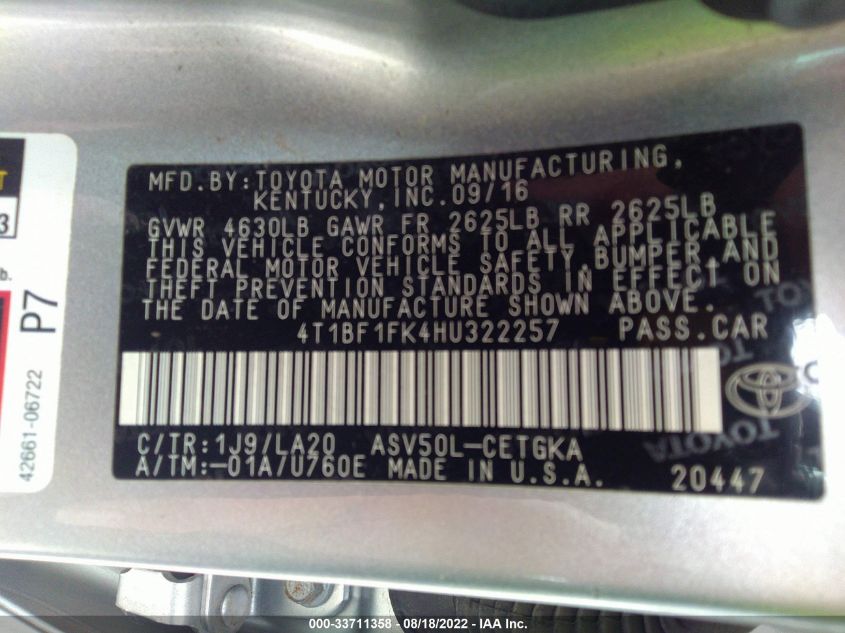 MFD.BY:TOYOTA MOTOR MANUFACTURING,
KENTUCKY,INC.09/16
GVWR 4630LB GAWR FR 2625LB RR 2625LB
THIS VEHICLE CONFORMS TO ALL APPLICABLE
FEDERAL MOTOR VEHICLE SAFETY,BUMPER,AND
THEFT PREVENTION STANDARDS IN EFFECT ON
THE DATE OF MANUFACTURE SHOWN ABOVE.
4T1BF1FK4HU322257 PASS.CAR
C/TR:1J9/LA20 ASV50L-CETGKA
A/TM:-01A/U760E MADE IN U.S.A.
20447
TOYOTA
P7
42661-06722
3
b.
000-33711358 - 08/18/2022 - IAA Inc.